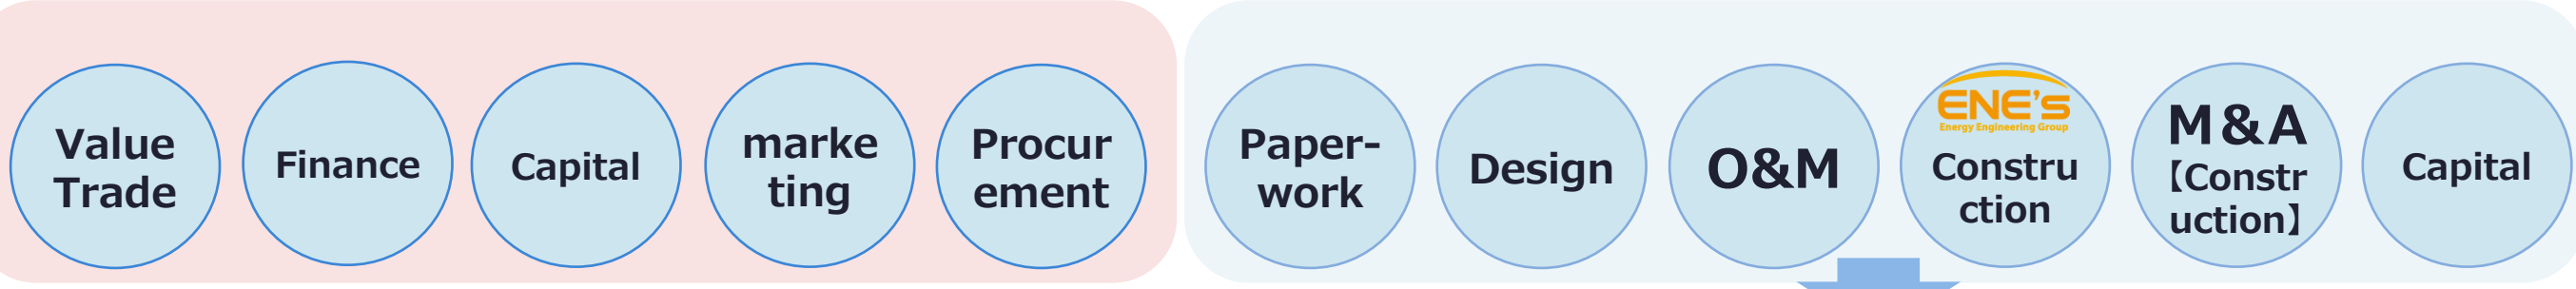 Value
Trade
Finance
Capital
marke
ting
Procur
ement
Paper-
work
Design
O&M
ENE's
Energy Engineering Group
Constru
ction
M&A
【Constr
uction】
Capital